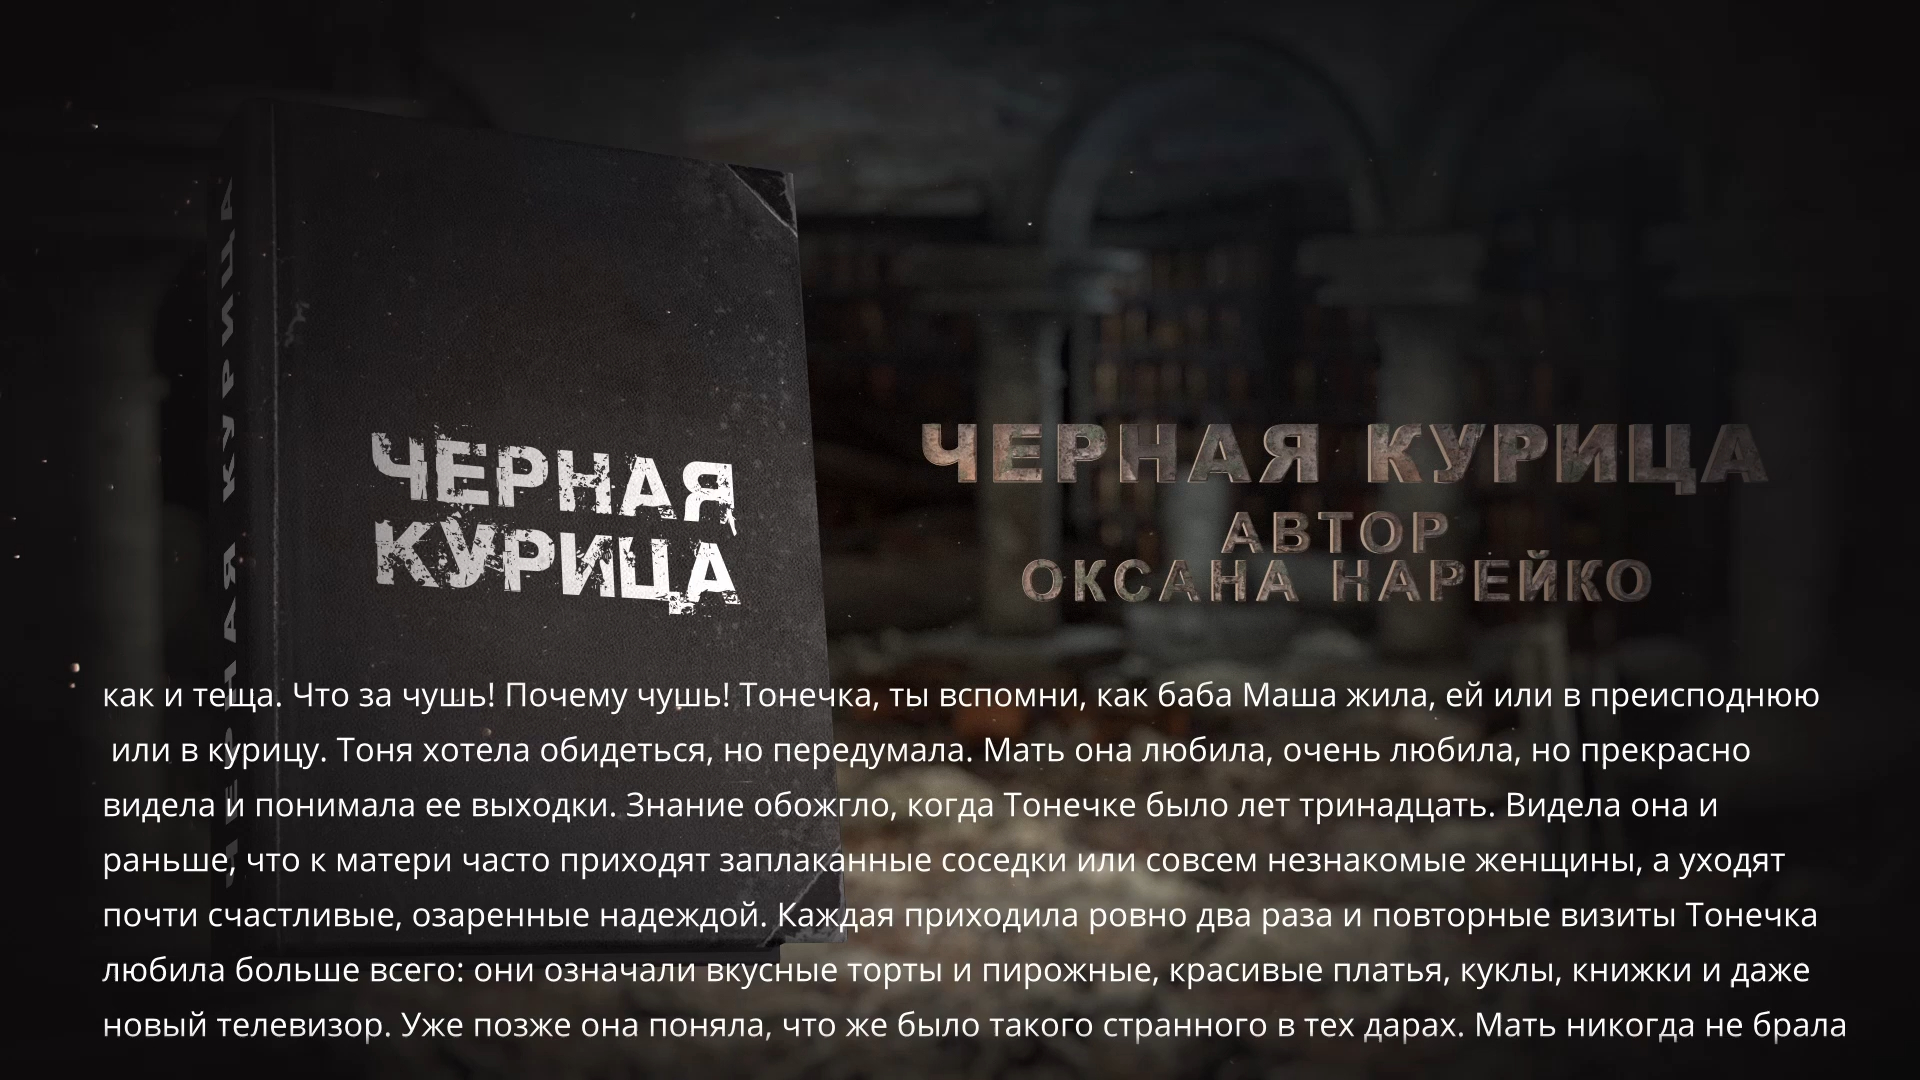 ЧЕРНАЯ КУРИЦА
ЧЕРНАЯ
КУРИЦА
ЧЕРНАЯ КУРИЦА
АВТОР
ОКСАНА НАРЕЙКО
как и теща. Что за чушь! Почему чушь! Тонечка, ты вспомни, как баба Маша жила, ей или в преисподнюю
или в курицу. Тоня хотела обидеться, но передумала. Мать она любила, очень любила, но прекрасно
видела и понимала ее выходки. Знание обожгло, когда Тонечке было лет тринадцать. Видела она и
раньше, что к матери часто приходят заплаканные соседки или совсем незнакомые женщины, а уходят
почти счастливые, озаренные надеждой. Каждая приходила ровно два раза и повторные визиты Тонечка
любила больше всего: они означали вкусные торты и пирожные, красивые платья, куклы, книжки и даже
новый телевизор. Уже позже она поняла, что же было такого странного в тех дарах. Мать никогда не брала